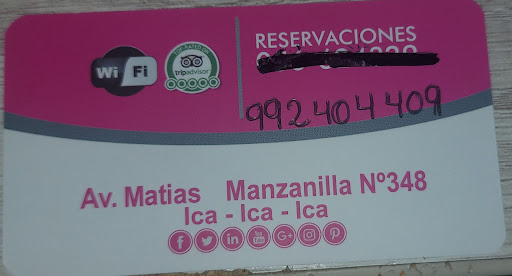 Wi Fi
tripadvisor
RESERVACIONES
992404409
Av. Matias Manzanilla Nº348
Ica - Ica - Ica